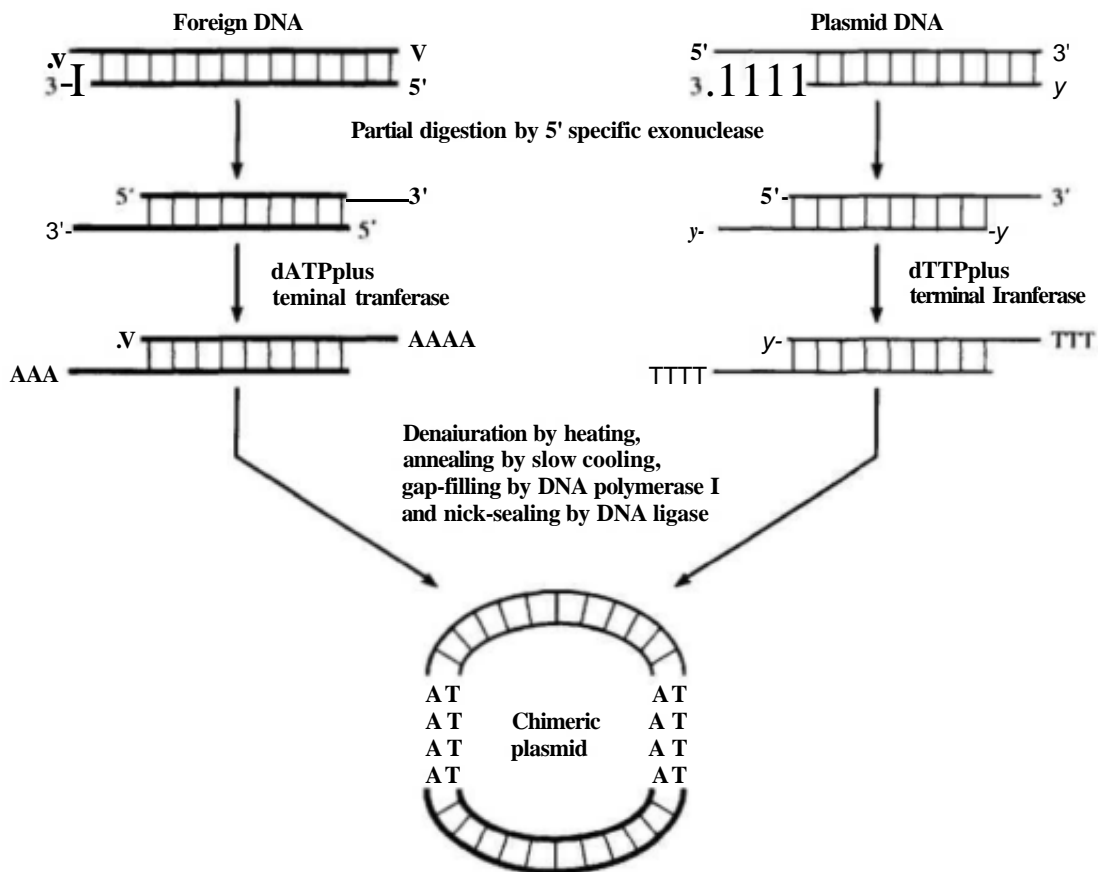 Foreign DNA
Plasmid DNA
.v
V
3-I
5'
5'
3'
3.1111
y
Partial digestion by 5' specific exonuclease
5'
3'
3'-
5'
5'-
3'
y-
-y
dATPplus
teminal tranferase
dTTPplus
terminal Iranferase
.V
AAAA
AAA
y-
TTT
TTTT
Denaiuration by heating,
annealing by slow cooling,
gap-filling by DNA polymerase I
and nick-sealing by DNA ligase
A T
A T
A T
A T
Chimeric
plasmid
A T
A T
A T
A T